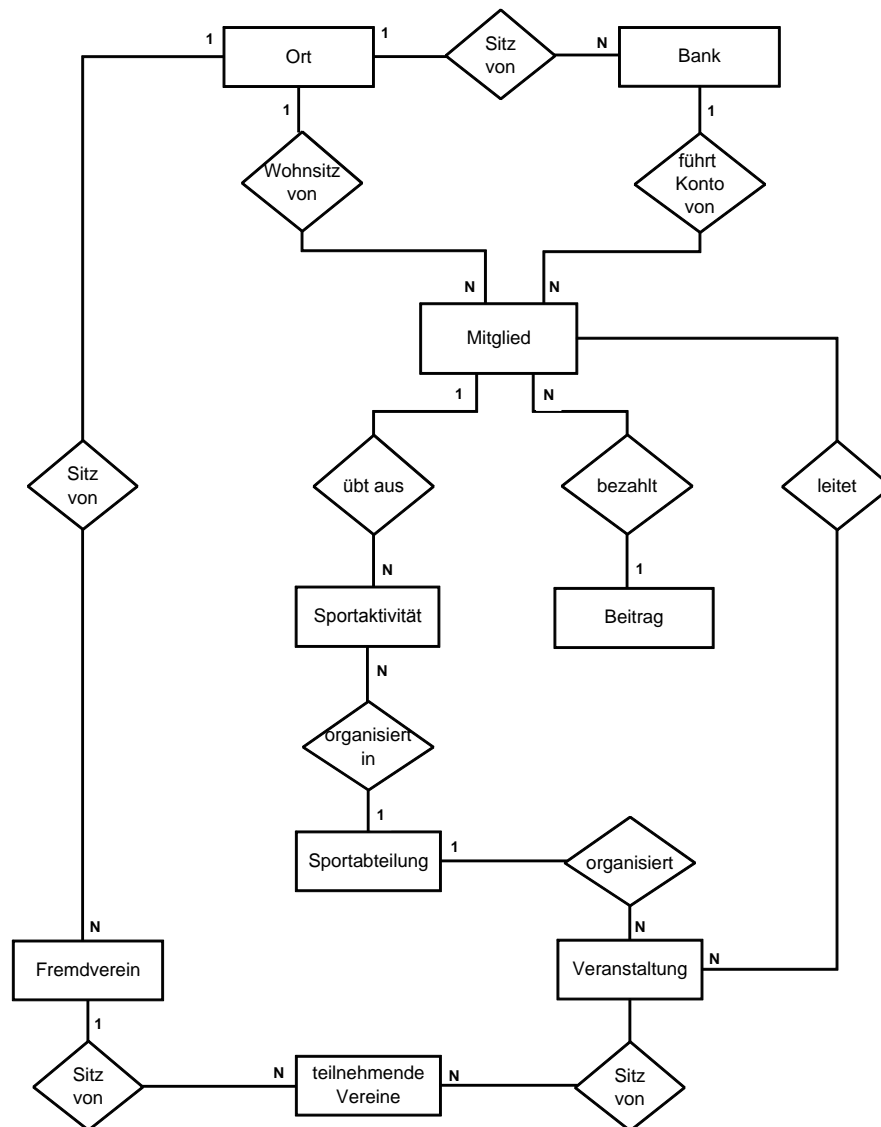 1
Ort
1
Sitz
von
N
Bank
1
1
Wohnsitz
von
führt
Konto
von
N
N
Mitglied
1
N
Sitz
von
übt aus
bezahlt
leitet
N
1
Sportaktivität
Beitrag
N
organisiert
in
1
Sportabteilung
1
organisiert
N
N
Fremdverein
Veranstaltung
N
1
Sitz
von
N
teilnehmende
Vereine
N
Sitz
von